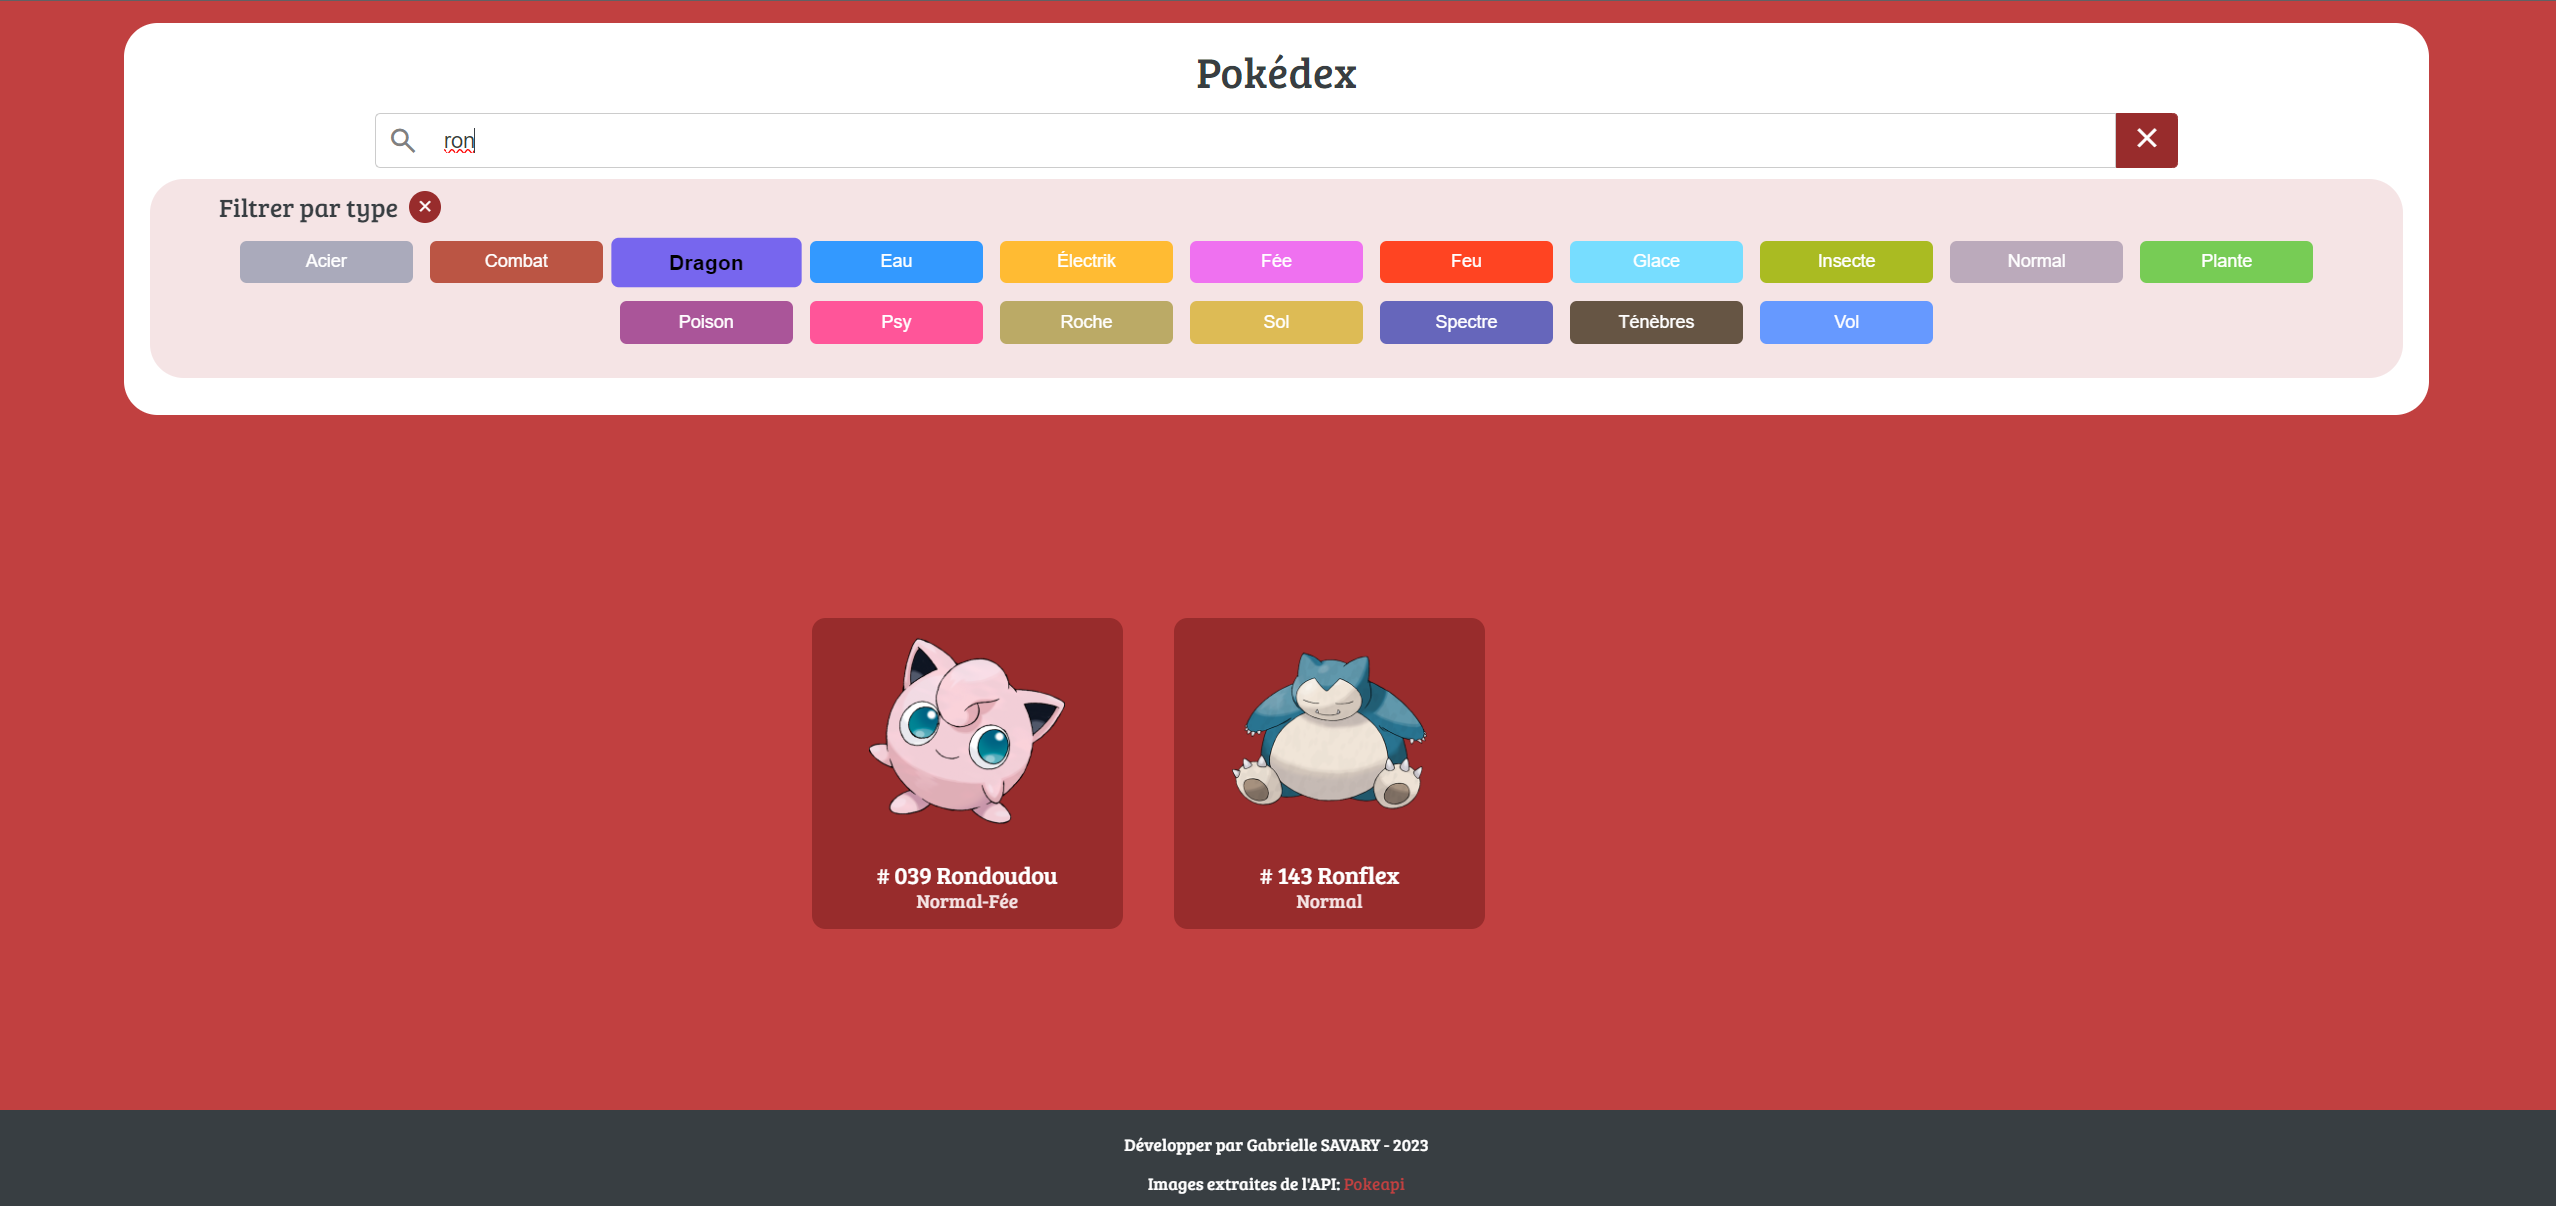 Pokédex
ron
Filtrer par type
Acier Combat Dragon Eau Électrik Fée Feu Glace Insecte Normal Plante
Poison Psy Roche Sol Spectre Ténèbres Vol
# 039 Rondoudou
Normal-Fée
# 143 Ronflex
Normal
Développer par Gabrielle SAVARY - 2023
Images extraites de l'API: Pokeapi